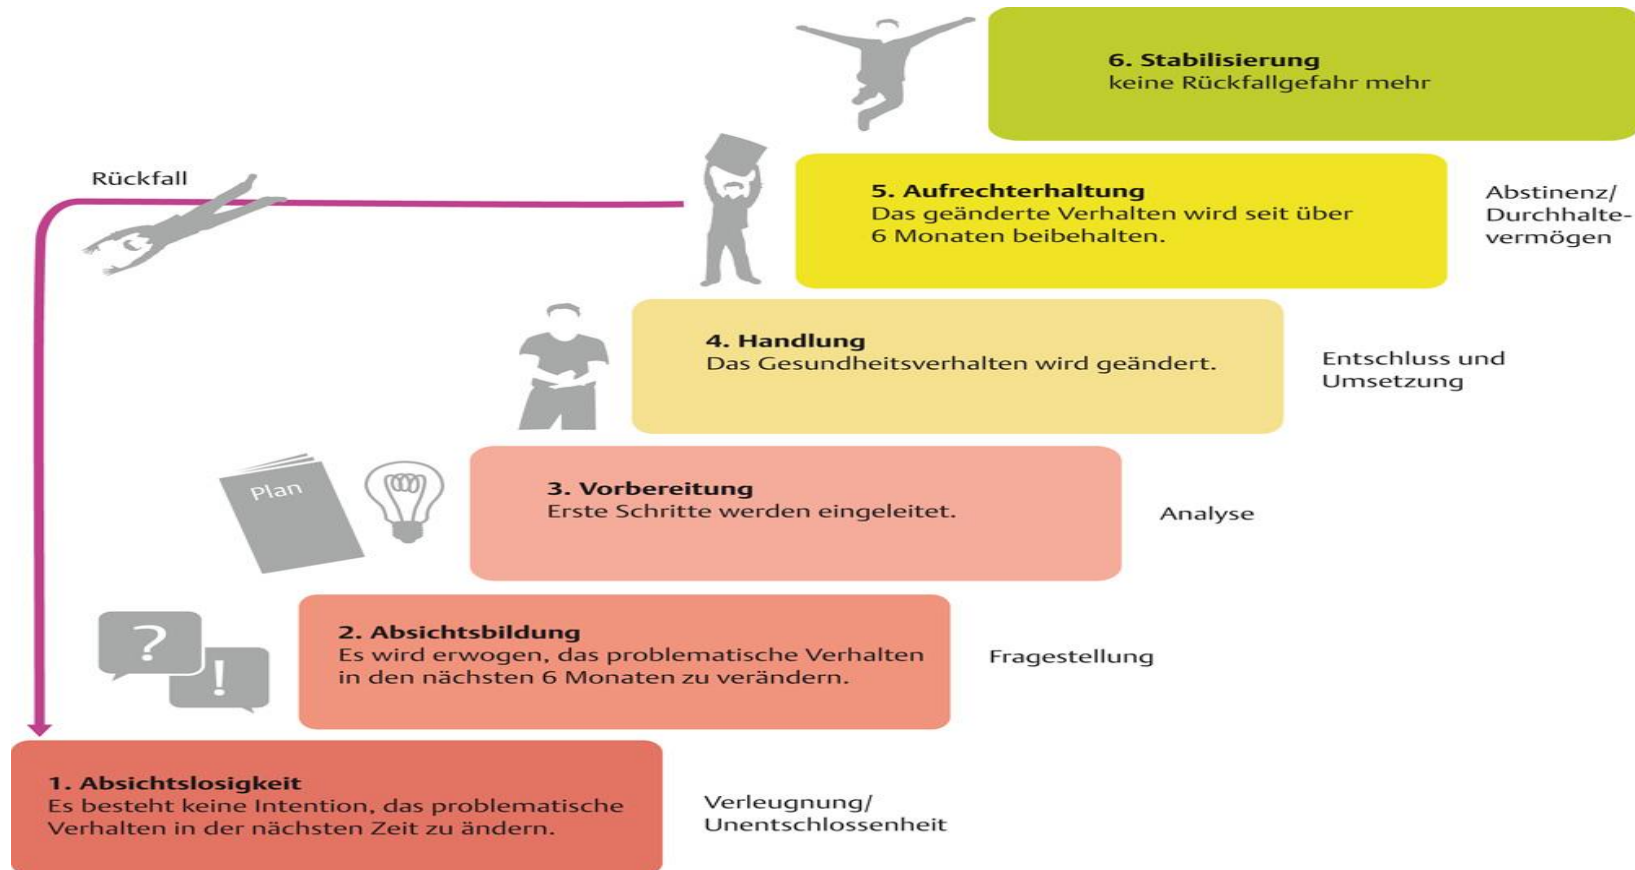 6. Stabilisierung
keine Rückfallgefahr mehr
Rückfall
5. Aufrechterhaltung
Das geänderte Verhalten wird seit über
6 Monaten beibehalten.
Abstinenz/
Durchhalte-
vermögen
4. Handlung
Das Gesundheitsverhalten wird geändert.
Entschluss und
Umsetzung
Plan
3. Vorbereitung
Erste Schritte werden eingeleitet.
Analyse
?
!
2. Absichtsbildung
Es wird erwogen, das problematische Verhalten
in den nächsten 6 Monaten zu verändern.
Fragestellung
1. Absichtslosigkeit
Es besteht keine Intention, das problematische
Verhalten in der nächsten Zeit zu ändern.
Verleugnung/
Unentschlossenheit